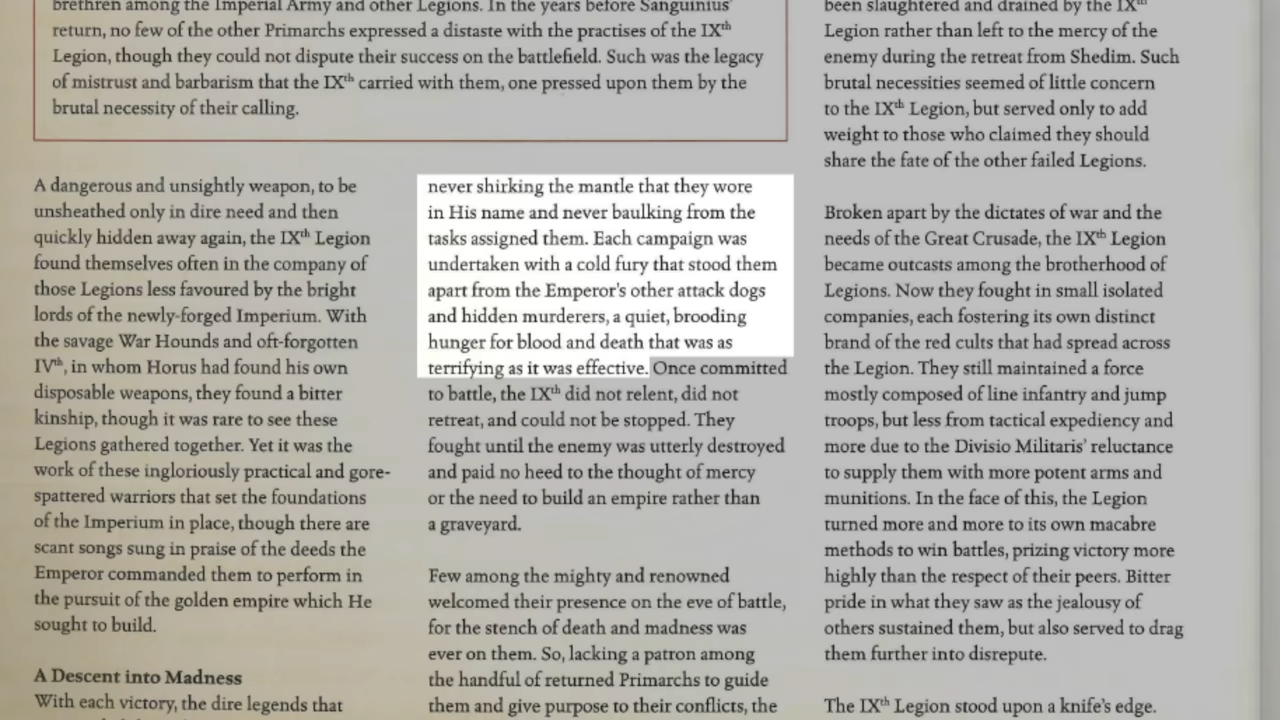 brethren among the Imperial Army and other Legions. In the years before Sanguinius'
return, no few of the other Primarchs expressed a distaste with the practises of the IXth
Legion, though they could not dispute their success on the battlefield. Such was the legacy
of mistrust and barbarism that the IXth carried with them, one pressed upon them by the
brutal necessity of their calling.
A dangerous and unsightly weapon, to be
unsheathed only in dire need and then
quickly hidden away again, the IXth Legion
found themselves often in the company of
those Legions less favoured by the bright
lords of the newly-forged Imperium. With
the savage War Hounds and oft-forgotten
IVth, in whom Horus had found his own
disposable weapons, they found a bitter
kinship, though it was rare to see these
Legions gathered together. Yet it was the
work of these ingloriously practical and gore-
spattered warriors that set the foundations
of the Imperium in place, though there are
scant songs sung in praise of the deeds the
Emperor commanded them to perform in
the pursuit of the golden empire which He
sought to build.
A Descent into Madness
With each victory, the dire legends that
never shirking the mantle that they wore
in His name and never baulking from the
tasks assigned them. Each campaign was
undertaken with a cold fury that stood them
apart from the Emperor's other attack dogs
and hidden murderers, a quiet, brooding
hunger for blood and death that was as
terrifying as it was effective. Once committed
to battle, the IXth did not relent, did not
retreat, and could not be stopped. They
fought until the enemy was utterly destroyed
and paid no heed to the thought of mercy
or the need to build an empire rather than
a graveyard.
Few among the mighty and renowned
welcomed their presence on the eve of battle,
for the stench of death and madness was
ever on them. So, lacking a patron among
the handful of returned Primarchs to guide
them and give purpose to their conflicts, the
been slaughtered and drained by the IXth
Legion rather than left to the mercy of the
enemy during the retreat from Shedim. Such
brutal necessities seemed of little concern
to the IXth Legion, but served only to add
weight to those who claimed they should
share the fate of the other failed Legions.
Broken apart by the dictates of war and the
needs of the Great Crusade, the IXth Legion
became outcasts among the brotherhood of
Legions. Now they fought in small isolated
companies, each fostering its own distinct
brand of the red cults that had spread across
the Legion. They still maintained a force
mostly composed of line infantry and jump
troops, but less from tactical expediency and
more due to the Divisio Militaris' reluctance
to supply them with more potent arms and
munitions. In the face of this, the Legion
turned more and more to its own macabre
methods to win battles, prizing victory more
highly than the respect of their peers. Bitter
pride in what they saw as the jealousy of
others sustained them, but also served to drag
them further into disrepute.
The IXth Legion stood upon a knife's edge.